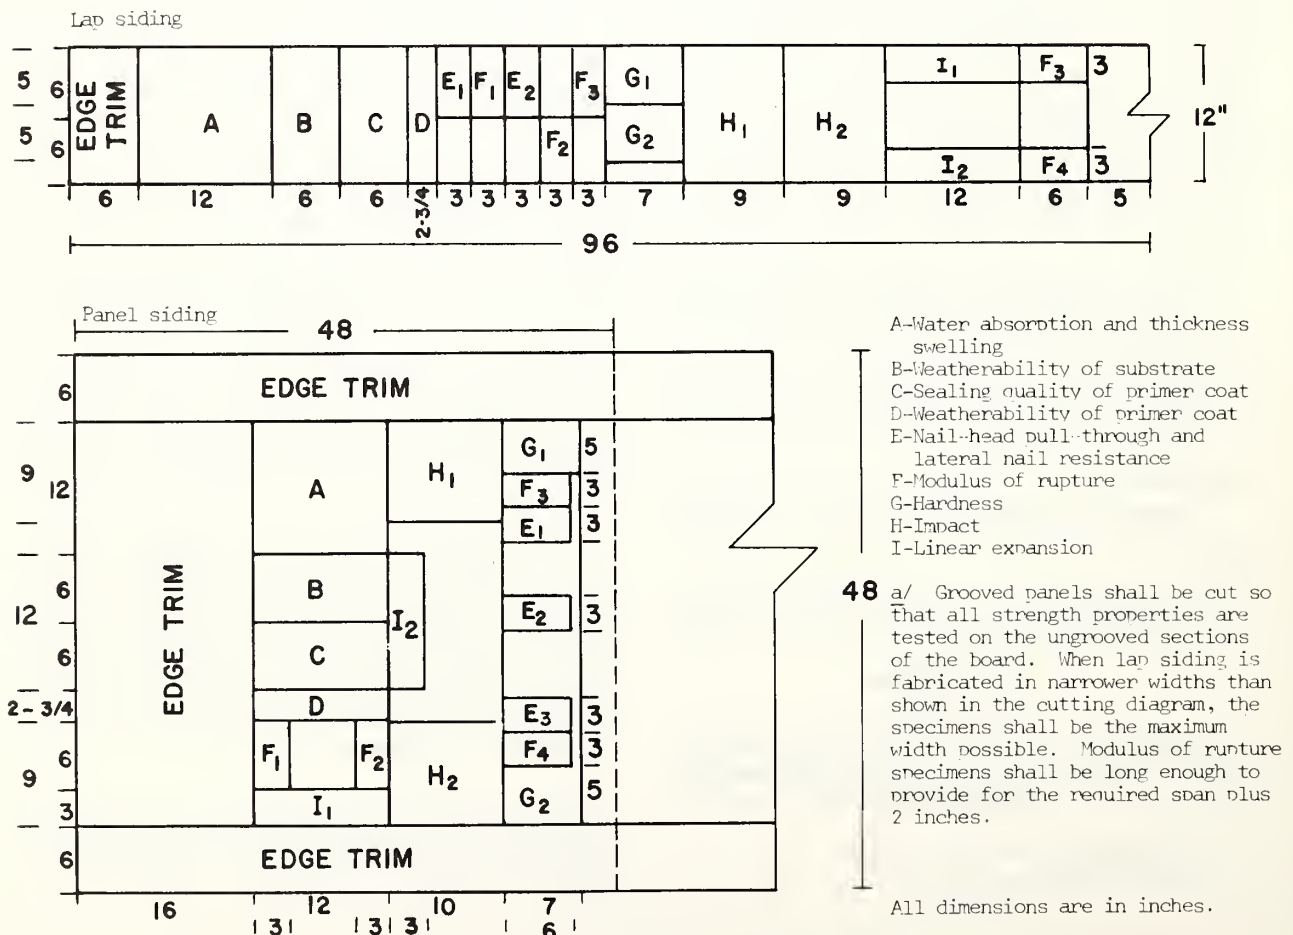 Lap siding
5 6 EDGE TRIM A B C D E1 F1 E2 F3 G1 H1 H2 I1 F3 3 12"
5 6 F2 G2 I2 F4 3
6 12 6 6 2-3/4 3 3 3 3 3 7 9 9 12 6 5
96
Panel siding
48
6 EDGE TRIM
9 12 A H1 G1 5
F3 3
E1 3
12 6 B I2 E2 3
6 EDGE TRIM C
2-3/4 D E3 3
9 6 F1 F2 H2 F4 3
3 I1 G2 5
6 EDGE TRIM
16 12 10 7
3 3 3 6
48
A-Water absorption and thickness
swelling
B-Weatherability of substrate
C-Sealing quality of primer coat
D-Weatherability of primer coat
E-Nail-head pull-through and
lateral nail resistance
F-Modulus of rupture
G-Hardness
H-Impact
I-Linear expansion
a/ Grooved panels shall be cut so
that all strength properties are
tested on the ungrooved sections
of the board. When lap siding is
fabricated in narrower widths than
shown in the cutting diagram, the
specimens shall be the maximum
width possible. Modulus of rupture
specimens shall be long enough to
provide for the required span plus
2 inches.
All dimensions are in inches.